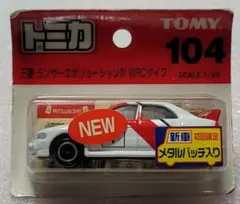 トミカ
TOMY
104
三菱 ランサーエボリューションⅣ WRCタイプ
SCALE 1/59
MITSUBISHI
NEW
新車
初回限定
メタルバッチ入り